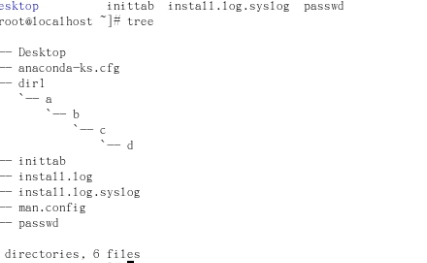 esktop inittab install.log.syslog passwd
root@localhost ~]# tree
-- Desktop
-- anaconda-ks.cfg
-- dir1
`-- a
`-- b
`-- c
`-- d
-- inittab
-- install.log
-- install.log.syslog
-- man.config
-- passwd
directories, 6 files